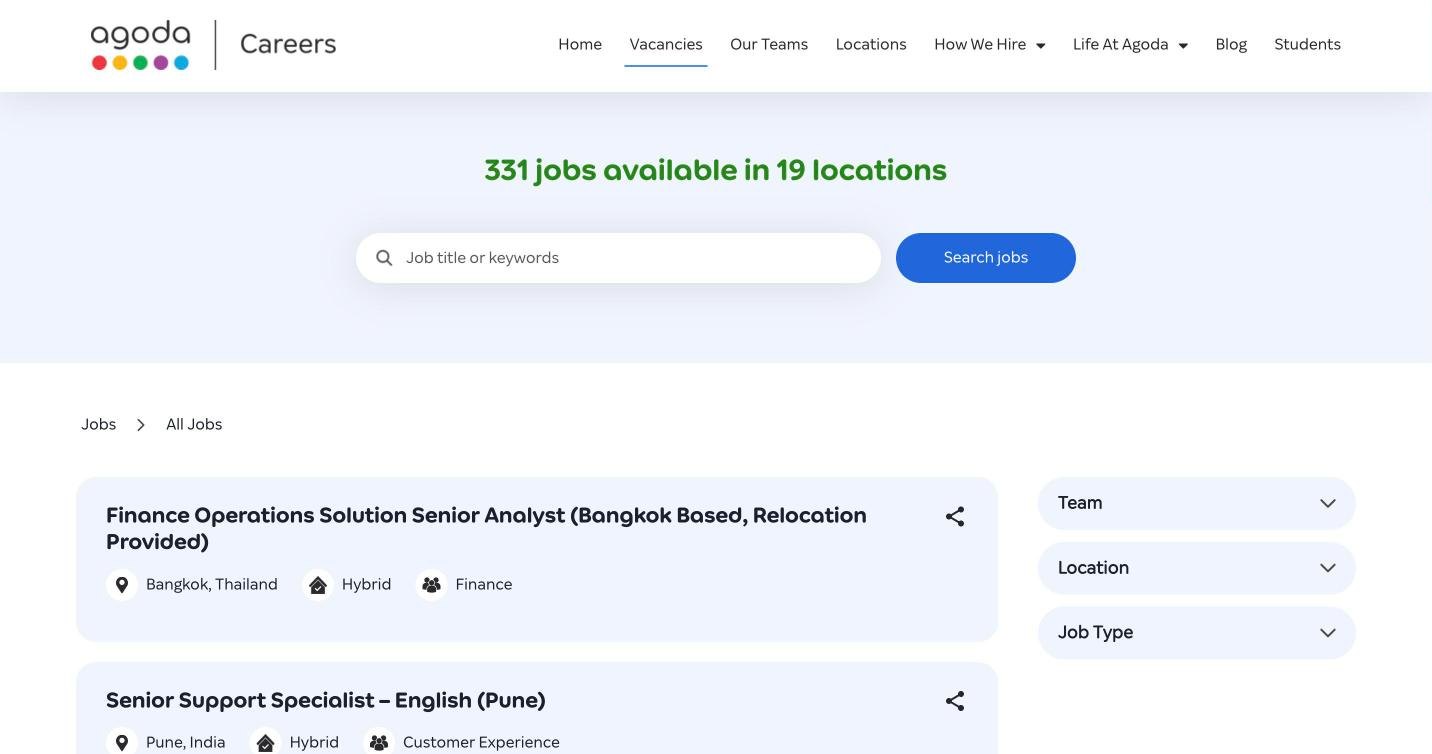 agoda
Careers
Home Vacancies Our Teams Locations How We Hire Life At Agoda Blog Students
331 jobs available in 19 locations
Job title or keywords
Search jobs
Jobs All Jobs
Finance Operations Solution Senior Analyst (Bangkok Based, Relocation
Provided)
Bangkok, Thailand Hybrid Finance
Team
Location
Job Type
Senior Support Specialist – English (Pune)
Pune, India Hybrid Customer Experience